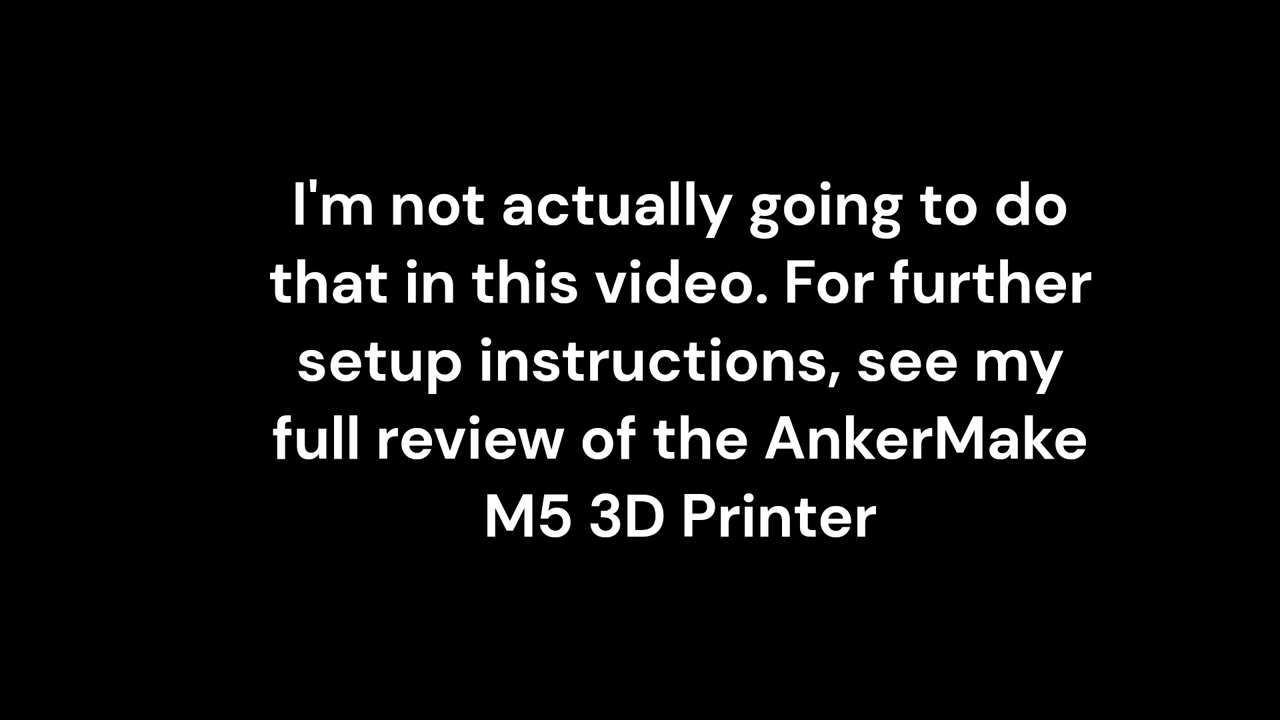 I'm not actually going to do
that in this video. For further
setup instructions, see my
full review of the AnkerMake
M5 3D Printer